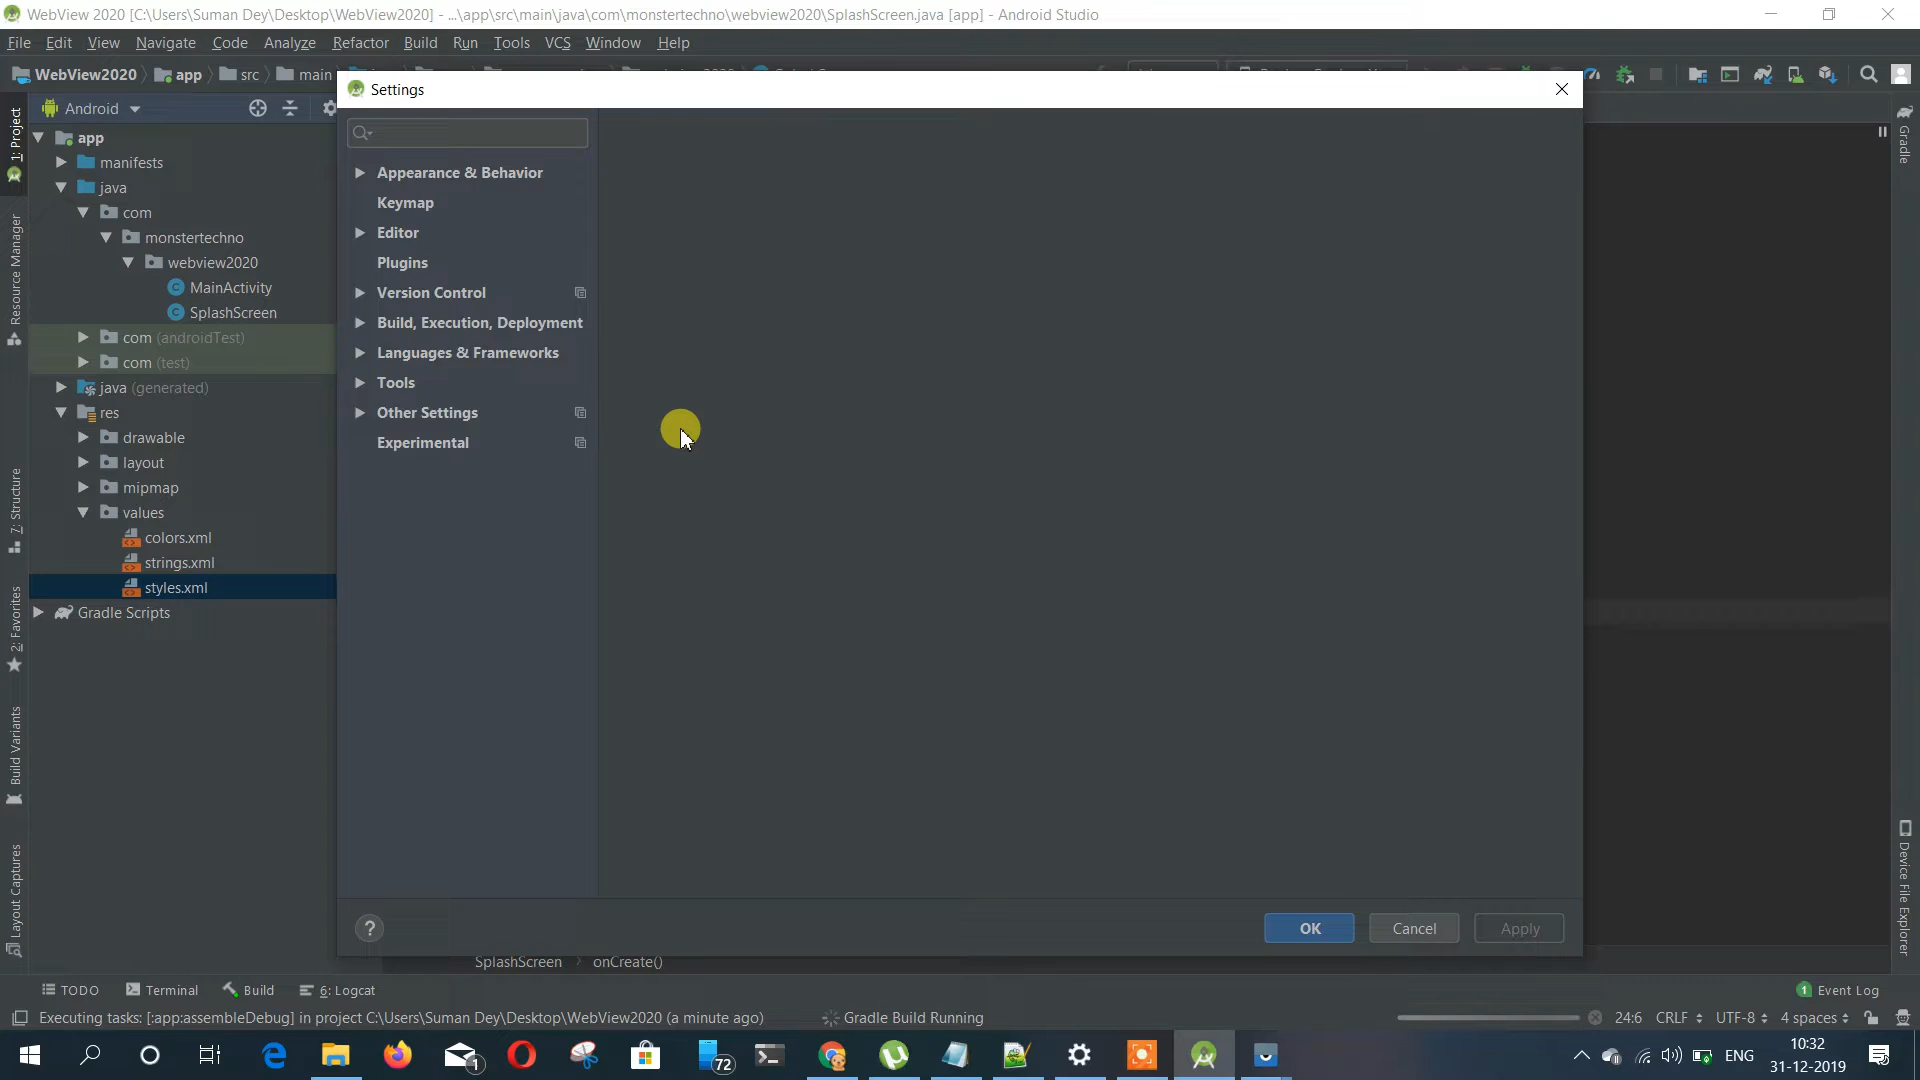 WebView 2020 [C:\Users\Suman Dey\Desktop\WebView2020] - ...\app\src\main\java\com\monstertechno\webview2020\SplashScreen.java [app] - Android Studio
File Edit View Navigate Code Analyze Refactor Build Run Tools VCS Window Help
WebView2020 app src main
Settings
Android
app
manifests
java
com
monstertechno
webview2020
MainActivity
SplashScreen
com (androidTest)
com (test)
java (generated)
res
drawable
layout
mipmap
values
colors.xml
strings.xml
styles.xml
Gradle Scripts
1: Project
Resource Manager
7: Structure
2: Favorites
Build Variants
Layout Captures
Appearance & Behavior
Keymap
Editor
Plugins
Version Control
Build, Execution, Deployment
Languages & Frameworks
Tools
Other Settings
Experimental
?
OK Cancel Apply
Gradle
Device File Explorer
SplashScreen onCreate()
TODO Terminal Build 6: Logcat
1 Event Log
Executing tasks: [:app:assembleDebug] in project C:\Users\Suman Dey\Desktop\WebView2020 (a minute ago)
Gradle Build Running
24:6 CRLF UTF-8 4 spaces
1
72
ENG
10:32
31-12-2019